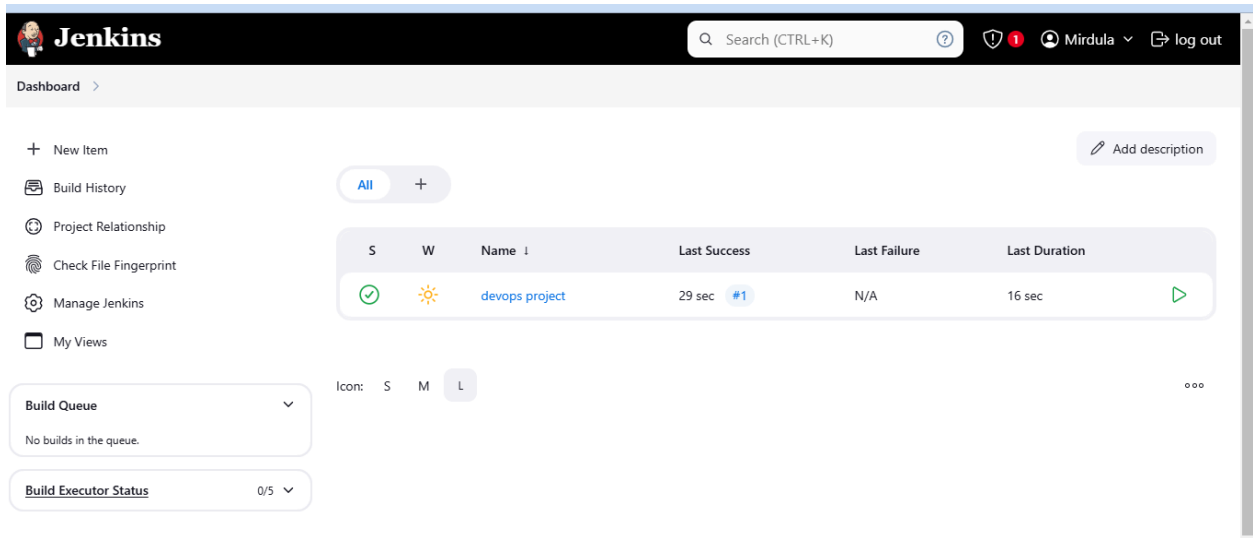 Jenkins
Search (CTRL+K)
1
Mirdula
log out
Dashboard
New Item
Build History
Project Relationship
Check File Fingerprint
Manage Jenkins
My Views
Build Queue
No builds in the queue.
Build Executor Status 0/5
Add description
All +
S W Name ↓ Last Success Last Failure Last Duration
devops project 29 sec #1 N/A 16 sec
Icon: S M L